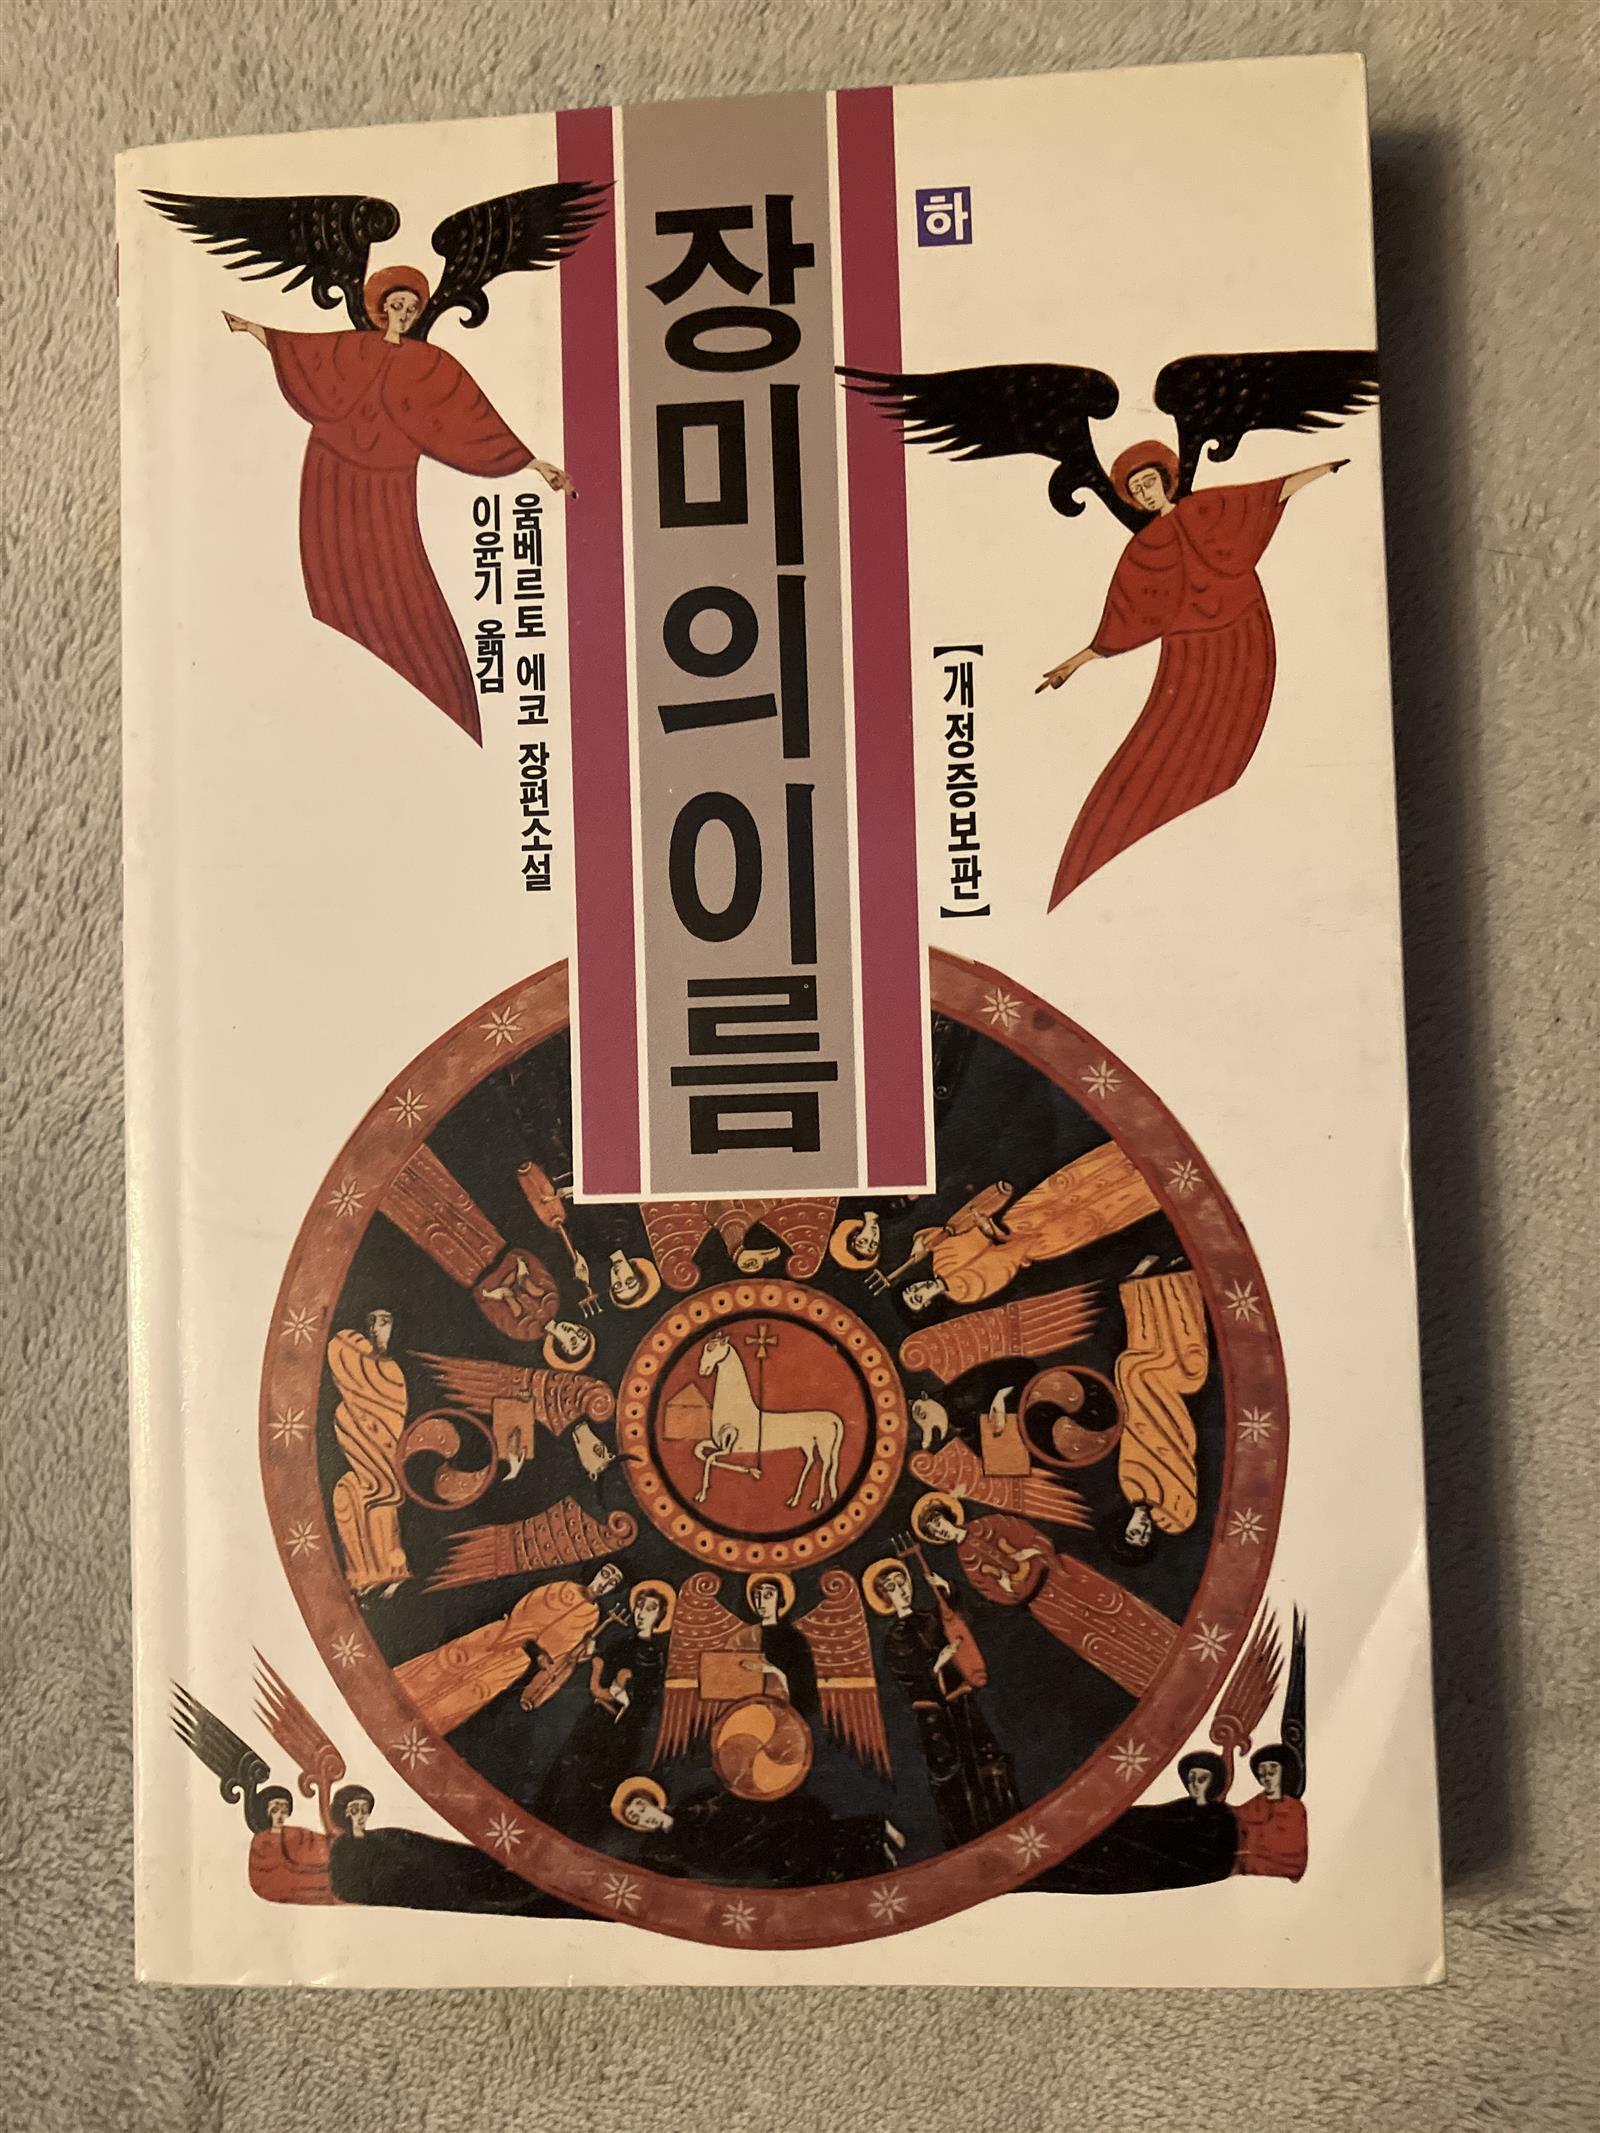 하
장미의 이름
[개정증보판]
움베르토 에코 장편소설
이윤기 옮김